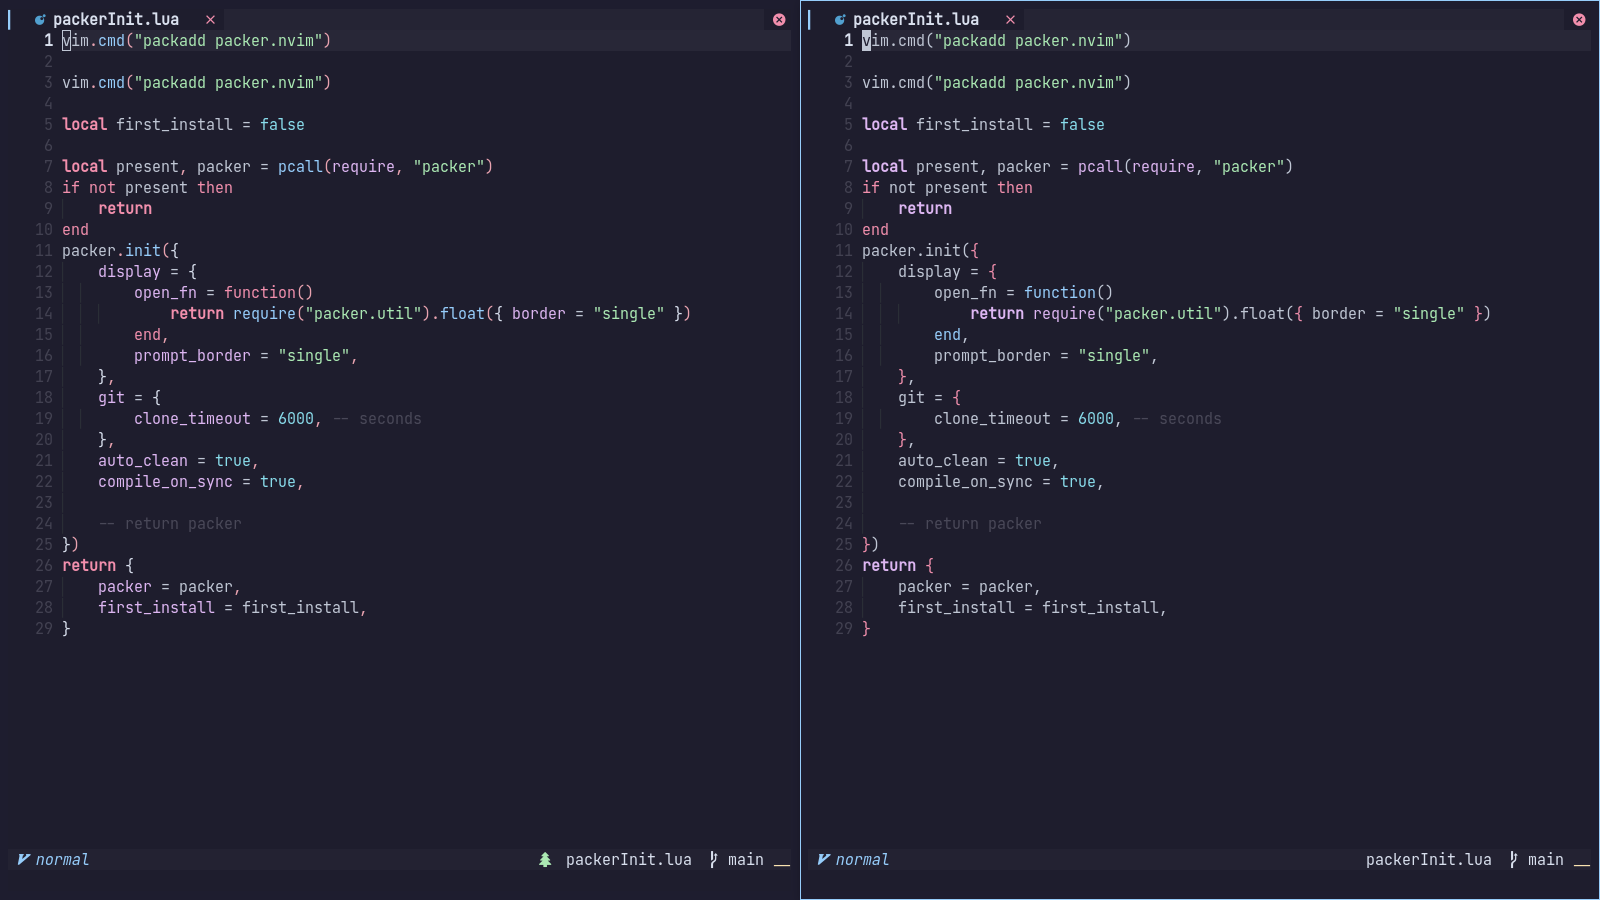 packerInit.lua
1 vim.cmd("packadd packer.nvim")
2
3 vim.cmd("packadd packer.nvim")
4
5 local first_install = false
6
7 local present, packer = pcall(require, "packer")
8 if not present then
9     return
10 end
11 packer.init({
12     display = {
13         open_fn = function()
14             return require("packer.util").float({ border = "single" })
15         end,
16         prompt_border = "single",
17     },
18     git = {
19         clone_timeout = 6000, -- seconds
20     },
21     auto_clean = true,
22     compile_on_sync = true,
23
24     -- return packer
25 })
26 return {
27     packer = packer,
28     first_install = first_install,
29 }
normal packerInit.lua main __
packerInit.lua
1 vim.cmd("packadd packer.nvim")
2
3 vim.cmd("packadd packer.nvim")
4
5 local first_install = false
6
7 local present, packer = pcall(require, "packer")
8 if not present then
9     return
10 end
11 packer.init({
12     display = {
13         open_fn = function()
14             return require("packer.util").float({ border = "single" })
15         end,
16         prompt_border = "single",
17     },
18     git = {
19         clone_timeout = 6000, -- seconds
20     },
21     auto_clean = true,
22     compile_on_sync = true,
23
24     -- return packer
25 })
26 return {
27     packer = packer,
28     first_install = first_install,
29 }
normal packerInit.lua main __